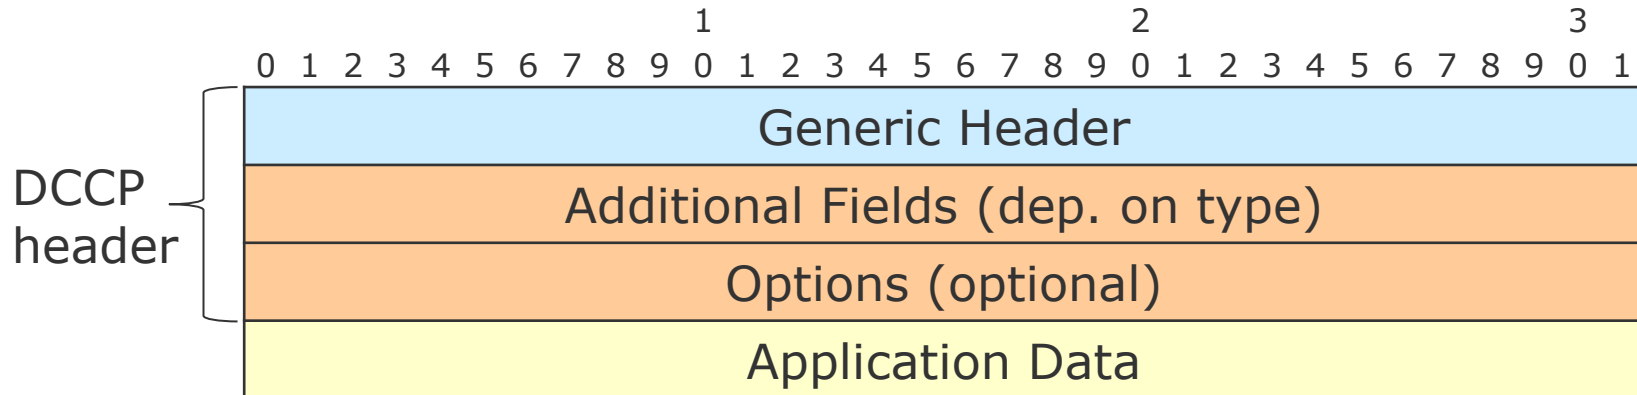 1 2 3
0 1 2 3 4 5 6 7 8 9 0 1 2 3 4 5 6 7 8 9 0 1 2 3 4 5 6 7 8 9 0 1
Generic Header
DCCP
header
Additional Fields (dep. on type)
Options (optional)
Application Data